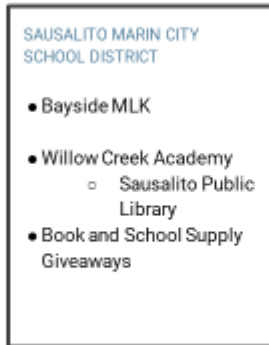 SAUSALITO MARIN CITY
SCHOOL DISTRICT
● Bayside MLK
● Willow Creek Academy
○ Sausalito Public
Library
● Book and School Supply
Giveaways